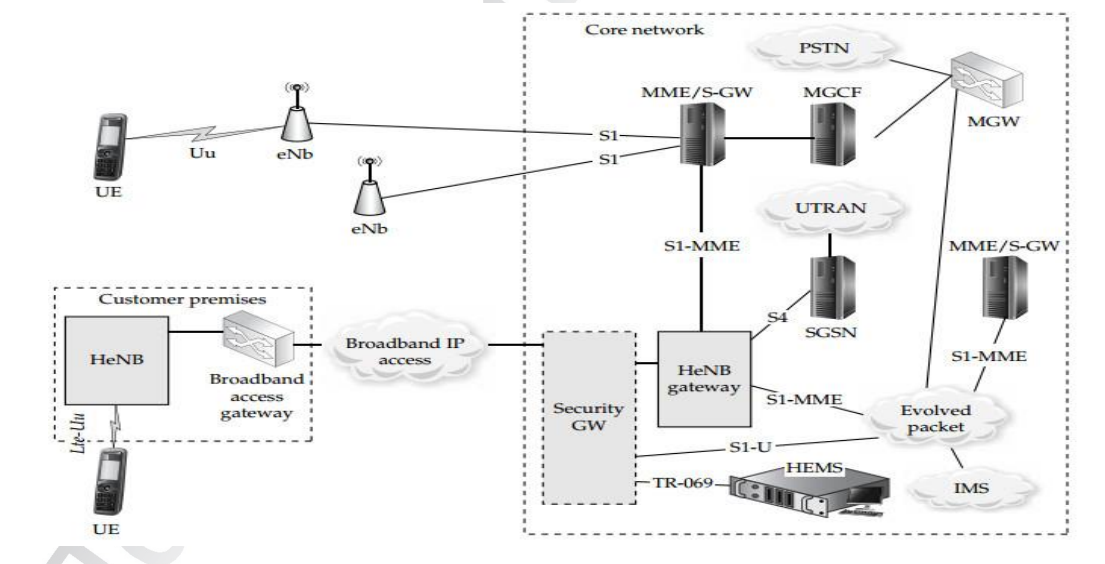 Core network
PSTN
MME/S-GW
MGCF
MGW
S1
S1
Uu
eNb
UE
eNb
UTRAN
S1-MME
MME/S-GW
S4
SGSN
Customer premises
HeNB
Broadband
access
gateway
Broadband IP
access
HeNB
gateway
S1-MME
S1-MME
Security
GW
Evolved
packet
S1-U
Lte-Uu
TR-069
HEMS
IMS
UE